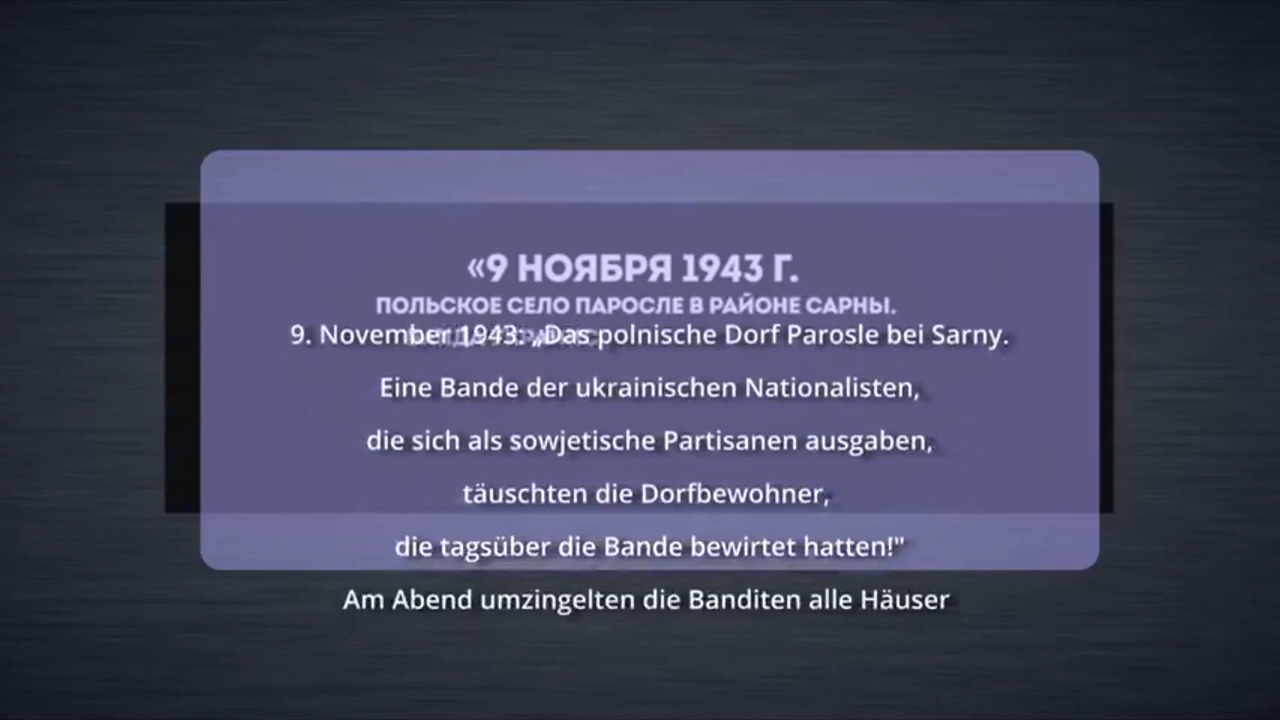 «9 НОЯБРЯ 1943 Г.
ПОЛЬСКОЕ СЕЛО ПАРОСЛЕ В РАЙОНЕ САРНЫ.
9. November 1943: „Das polnische Dorf Parosle bei Sarny.
Eine Bande der ukrainischen Nationalisten,
die sich als sowjetische Partisanen ausgaben,
täuschten die Dorfbewohner,
die tagsüber die Bande bewirtet hatten!"
Am Abend umzingelten die Banditen alle Häuser